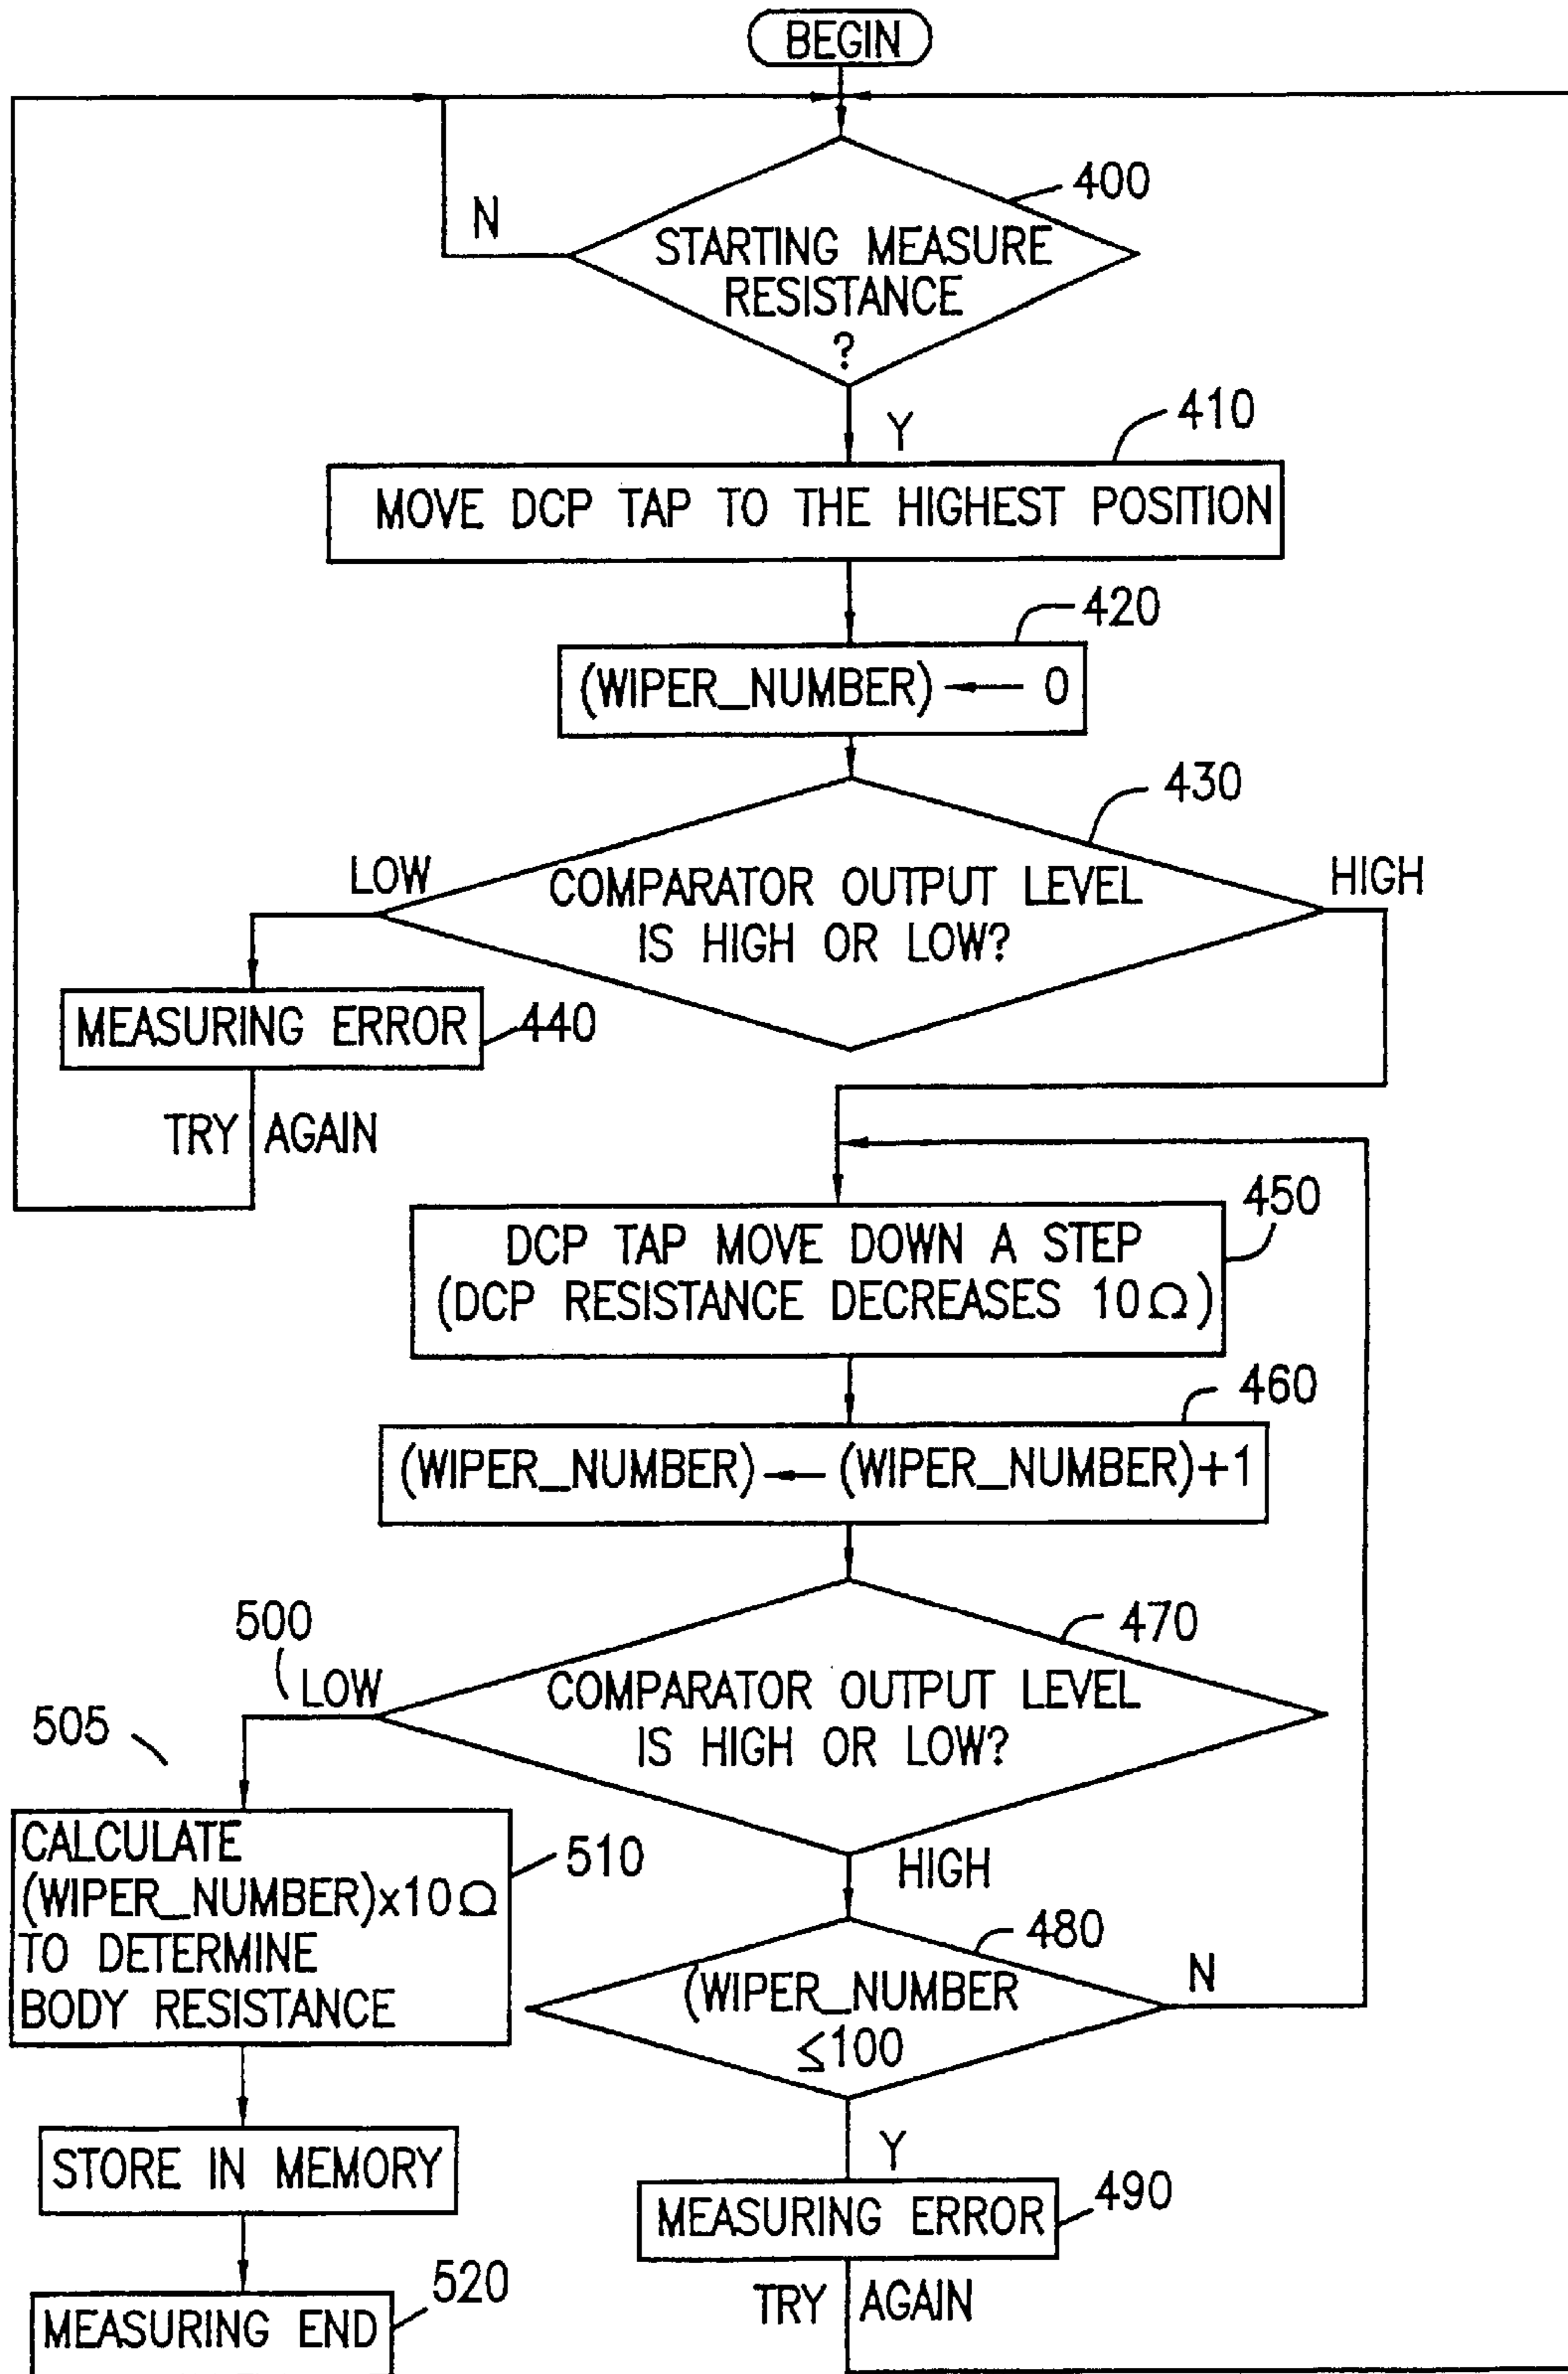 BEGIN
400
N
STARTING MEASURE
RESISTANCE
?
Y
410
MOVE DCP TAP TO THE HIGHEST POSITION
420
(WIPER_NUMBER) ← 0
430
LOW
HIGH
COMPARATOR OUTPUT LEVEL
IS HIGH OR LOW?
MEASURING ERROR
440
TRY AGAIN
450
DCP TAP MOVE DOWN A STEP
(DCP RESISTANCE DECREASES 10Ω)
460
(WIPER_NUMBER) ← (WIPER_NUMBER)+1
470
500
LOW
COMPARATOR OUTPUT LEVEL
IS HIGH OR LOW?
505
HIGH
CALCULATE
(WIPER_NUMBER)x10Ω
TO DETERMINE
BODY RESISTANCE
510
480
N
(WIPER_NUMBER
≤100
Y
STORE IN MEMORY
MEASURING ERROR
490
TRY AGAIN
520
MEASURING END